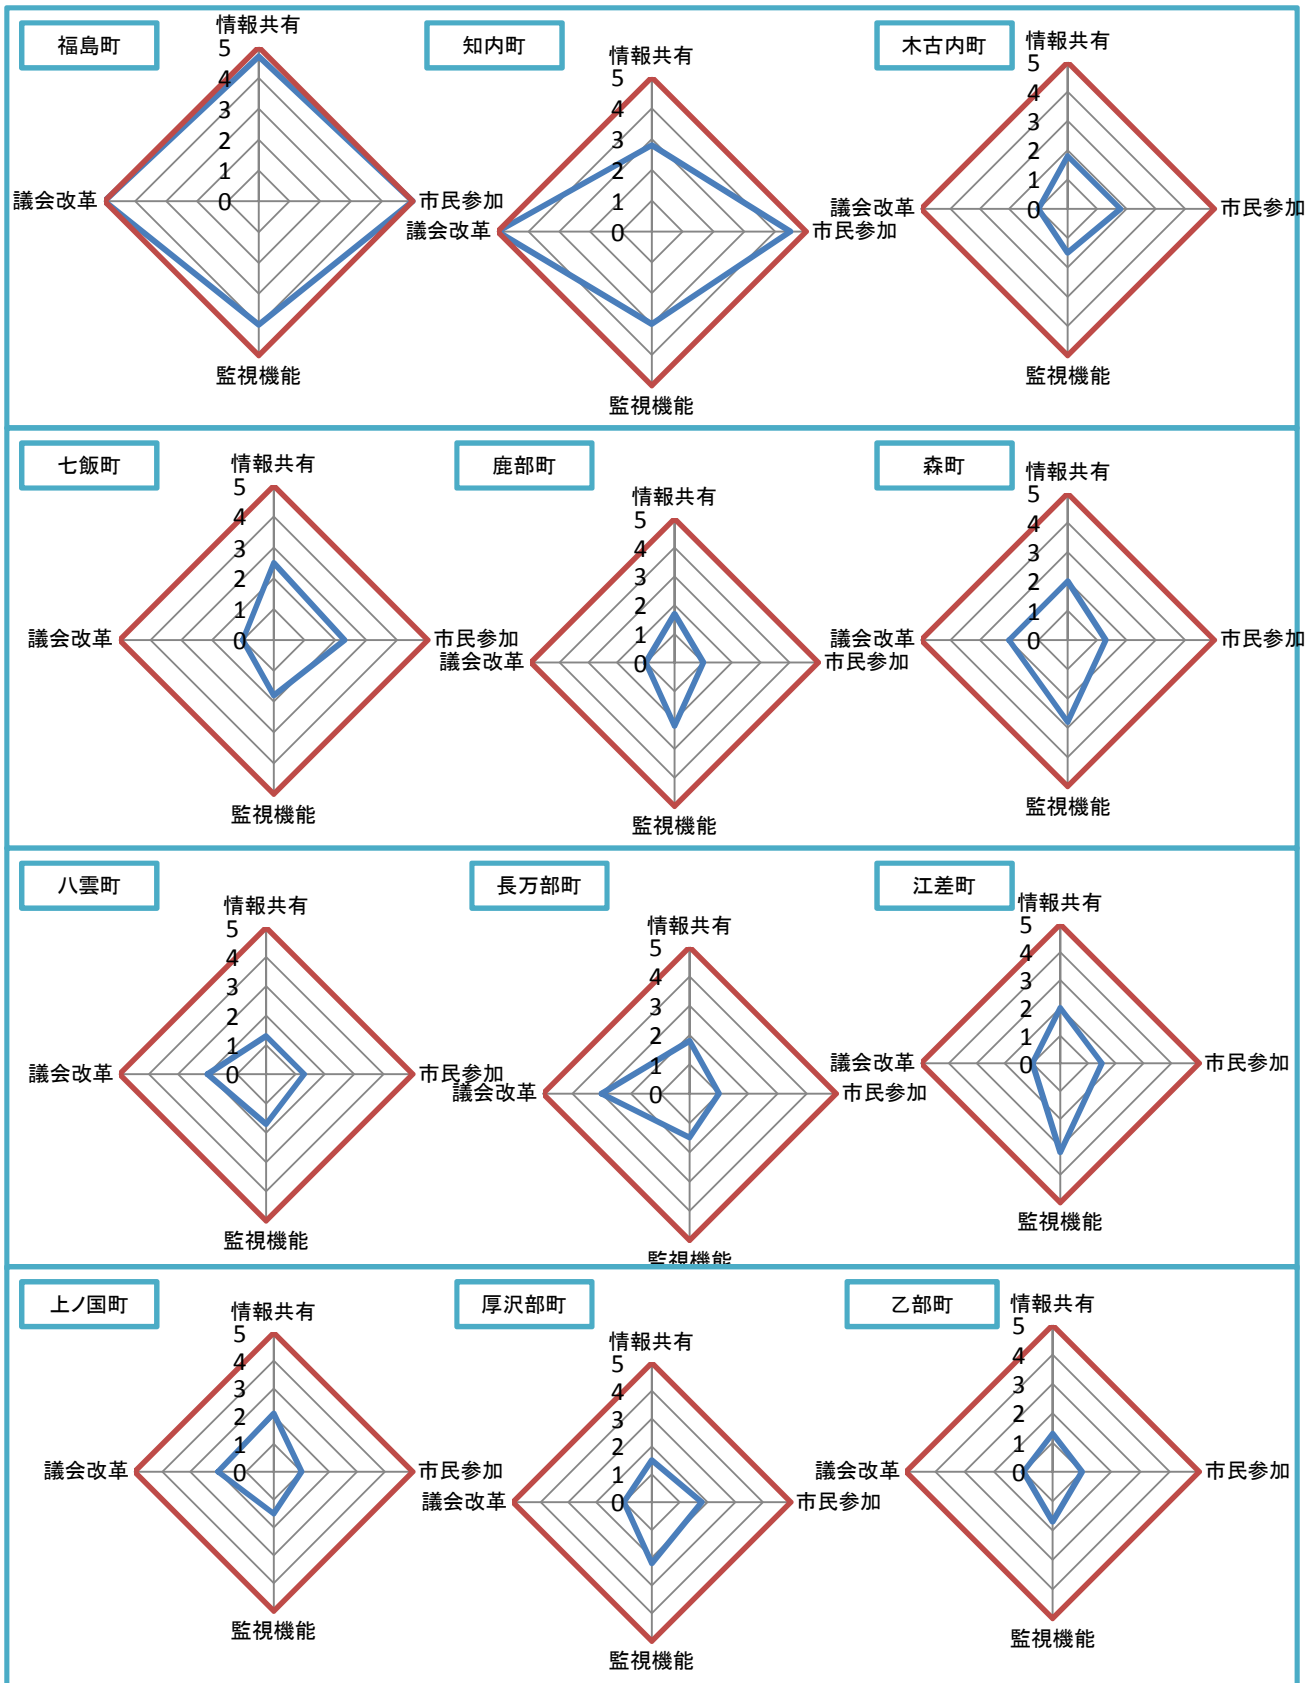 福島町
情報共有
5
4
3
2
1
0
議会改革
市民参加
監視機能
知内町
情報共有
5
4
3
2
1
0
議会改革
市民参加
監視機能
木古内町
情報共有
5
4
3
2
1
0
議会改革
市民参加
監視機能
七飯町
情報共有
5
4
3
2
1
0
議会改革
市民参加
監視機能
鹿部町
情報共有
5
4
3
2
1
0
議会改革
市民参加
監視機能
森町
情報共有
5
4
3
2
1
0
議会改革
市民参加
監視機能
八雲町
情報共有
5
4
3
2
1
0
議会改革
市民参加
監視機能
長万部町
情報共有
5
4
3
2
1
0
議会改革
市民参加
監視機能
江差町
情報共有
5
4
3
2
1
0
議会改革
市民参加
監視機能
上ノ国町
情報共有
5
4
3
2
1
0
議会改革
市民参加
監視機能
厚沢部町
情報共有
5
4
3
2
1
0
議会改革
市民参加
監視機能
乙部町
情報共有
5
4
3
2
1
0
議会改革
市民参加
監視機能